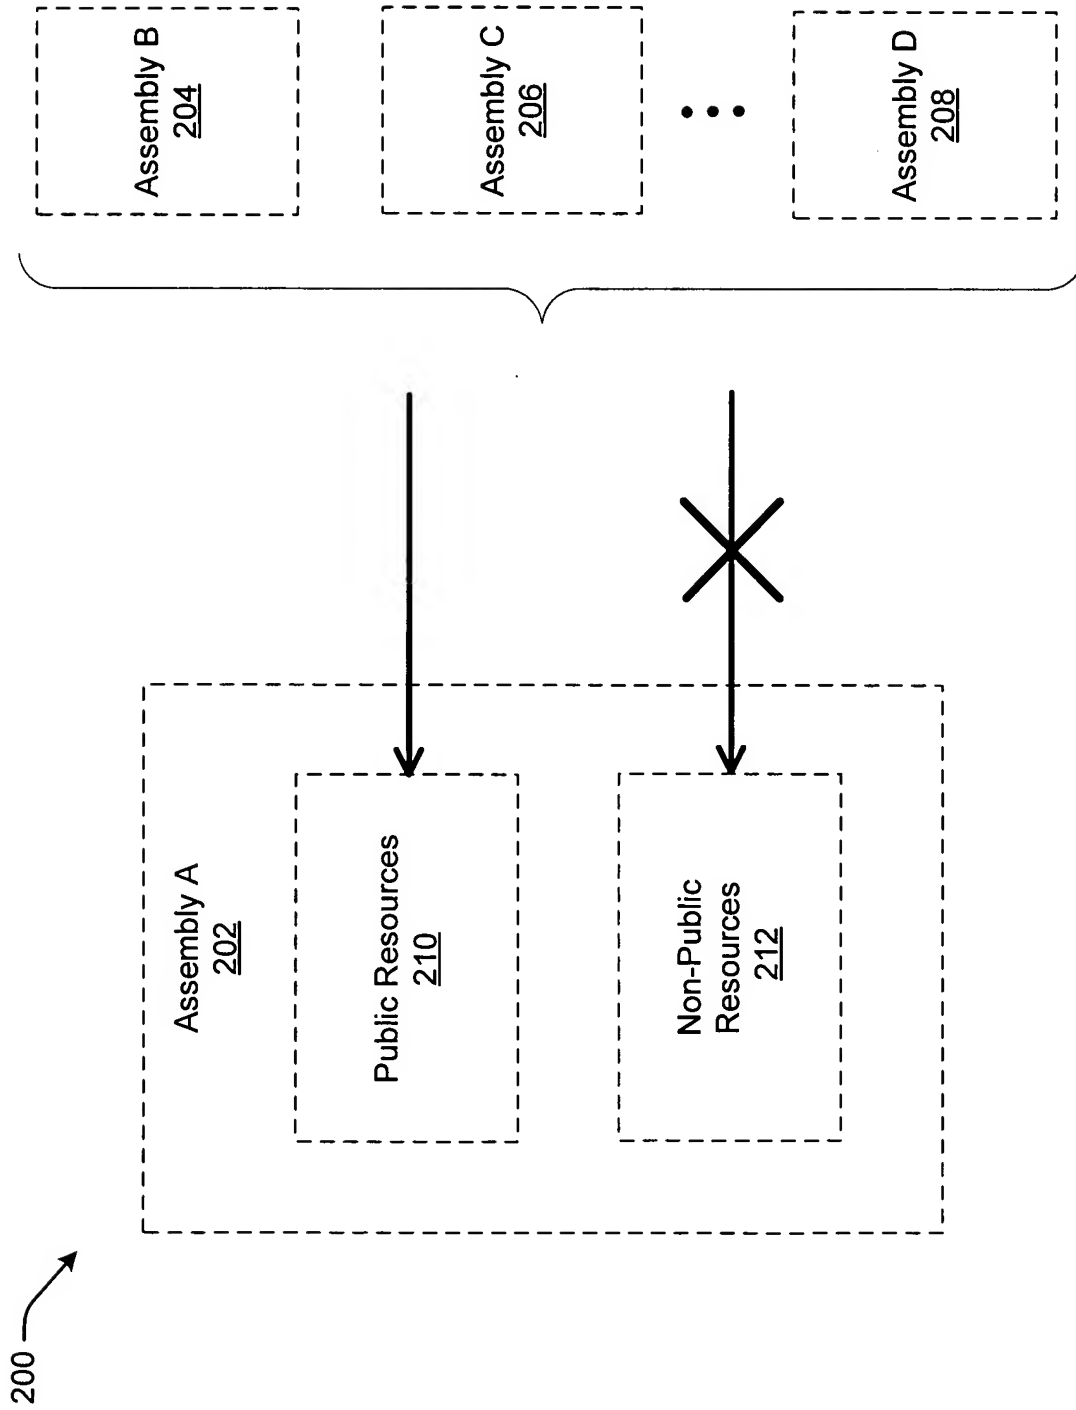 200
Assembly A
202
Public Resources
210
Non-Public
Resources
212
Assembly B
204
Assembly C
206
Assembly D
208